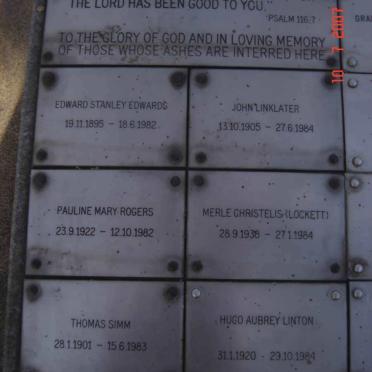 THE LORD HAS BEEN GOOD TO YOU."
"PSALM 116:7
TO THE GLORY OF GOD AND IN LOVING MEMORY
OF THOSE WHOSE ASHES ARE INTERRED HERE
EDWARD STANLEY EDWARDS
19.11.1895 - 18.6.1982
JOHN LINKLATER
13.10.1905 - 27.6.1984
PAULINE MARY ROGERS
23.9.1922 - 12.10.1982
MERLE CHRISTELIS (LOCKETT)
28.9.1936 - 27.1.1984
THOMAS SIMM
28.1.1901 - 15.6.1983
HUGO AUBREY LINTON
31.1.1920 - 29.10.1984
10 7 2007